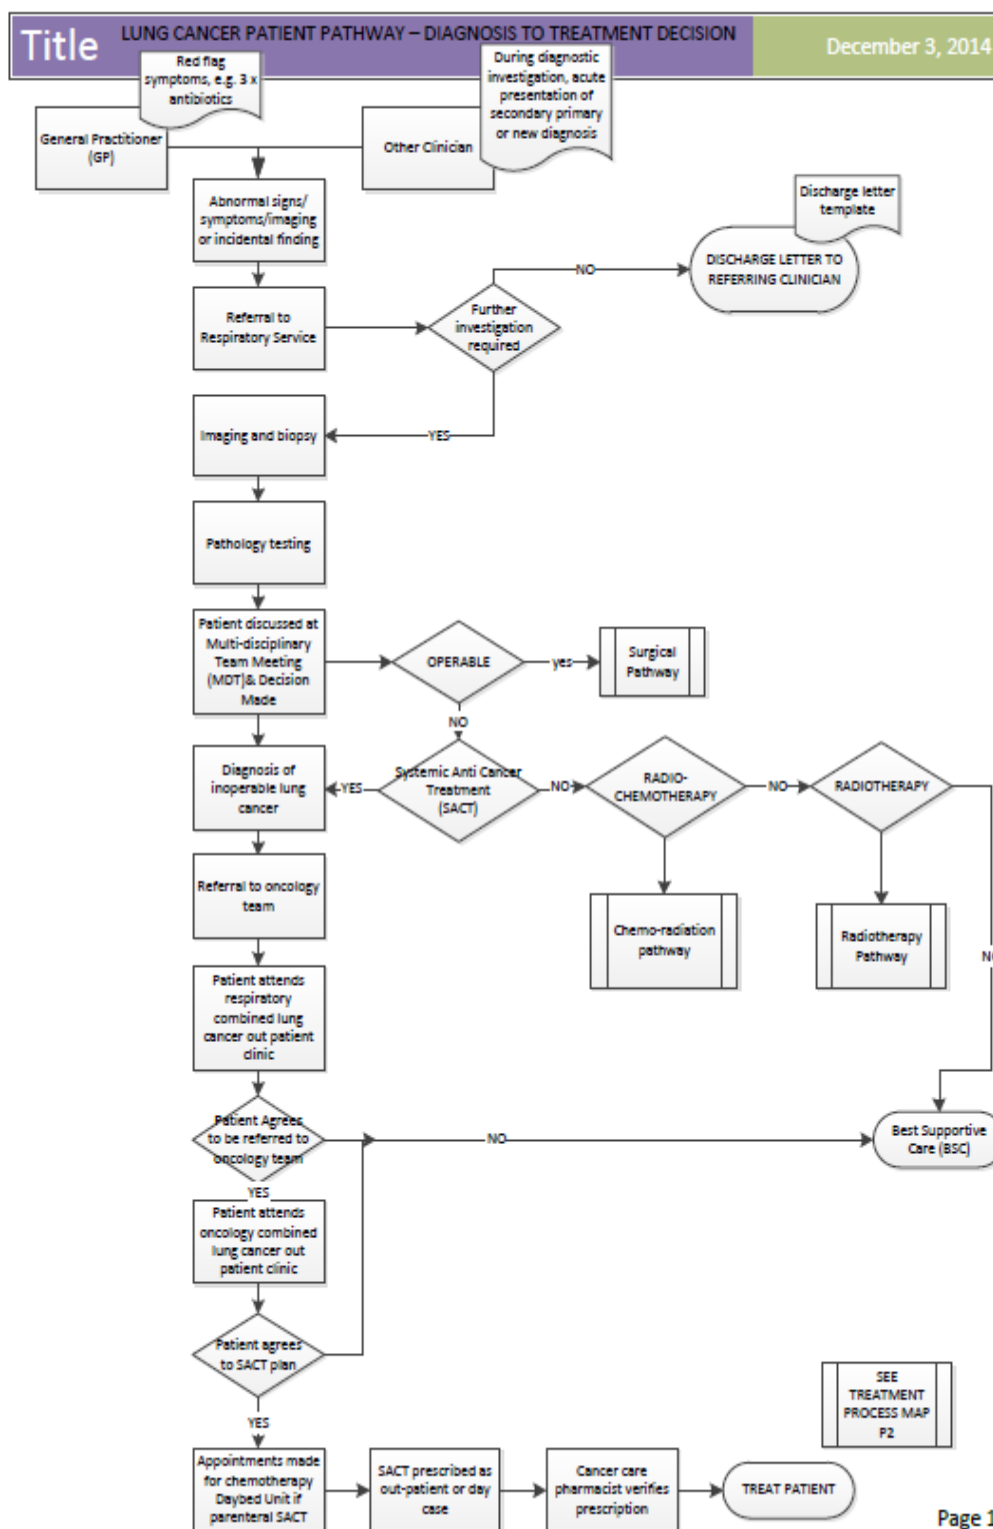 Title
LUNG CANCER PATIENT PATHWAY – DIAGNOSIS TO TREATMENT DECISION
December 3, 2014
Red flag
symptoms, e.g. 3 x
antibiotics
During diagnostic
investigation, acute
presentation of
secondary primary
or new diagnosis
General Practitioner
(GP)
Other Clinician
Abnormal signs/
symptoms/imaging
or incidental finding
Discharge letter
template
DISCHARGE LETTER TO
REFERRING CLINICIAN
NO
Referral to
Respiratory Service
Further
investigation
required
YES
Imaging and biopsy
Pathology testing
Patient discussed at
Multi-disciplinary
Team Meeting
(MDT)& Decision
Made
OPERABLE
yes
Surgical
Pathway
NO
Diagnosis of
inoperable lung
cancer
YES
Systemic Anti Cancer
Treatment
(SACT)
NO
RADIO-
CHEMOTHERAPY
NO
RADIOTHERAPY
Referral to oncology
team
Chemo-radiation
pathway
Radiotherapy
Pathway
Patient attends
respiratory
combined lung
cancer out patient
clinic
Patient Agrees
to be referred to
oncology team
NO
Best Supportive
Care (BSC)
YES
Patient attends
oncology combined
lung cancer out
patient clinic
Patient agrees
to SACT plan
SEE
TREATMENT
PROCESS MAP
P2
YES
Appointments made
for chemotherapy
Daybed Unit if
parenteral SACT
SACT prescribed as
out-patient or day
case
Cancer care
pharmacist verifies
prescription
TREAT PATIENT
Page 1